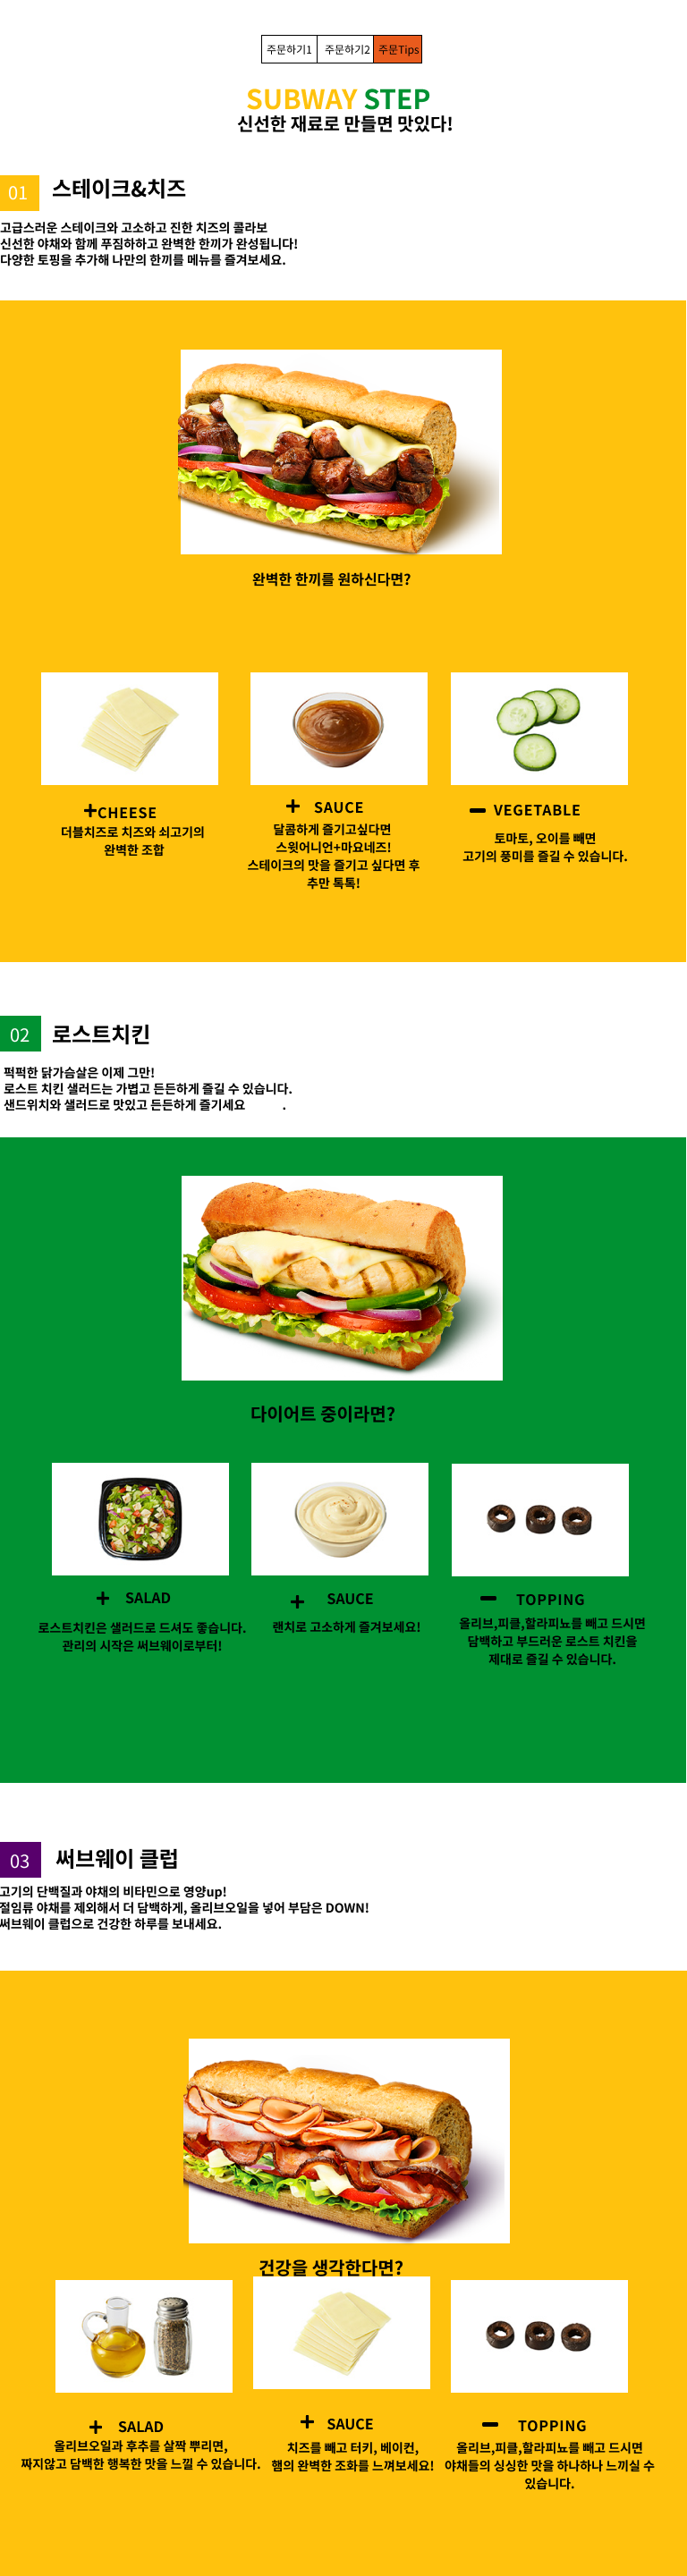 주문하기1 주문하기2 주문Tips
SUBWAY STEP
신선한 재료로 만들면 맛있다!
01 스테이크&치즈
고급스러운 스테이크와 고소하고 진한 치즈의 콜라보
신선한 야채와 함께 푸짐하하고 완벽한 한끼가 완성됩니다!
다양한 토핑을 추가해 나만의 한끼를 메뉴를 즐겨보세요.
완벽한 한끼를 원하신다면?
+CHEESE
더블치즈로 치즈와 쇠고기의
완벽한 조합
+ SAUCE
달콤하게 즐기고싶다면
스윗어니언+마요네즈!
스테이크의 맛을 즐기고 싶다면 후
추만 톡톡!
- VEGETABLE
토마토, 오이를 빼면
고기의 풍미를 즐길 수 있습니다.
02 로스트치킨
퍽퍽한 닭가슴살은 이제 그만!
로스트 치킨 샐러드는 가볍고 든든하게 즐길 수 있습니다.
샌드위치와 샐러드로 맛있고 든든하게 즐기세요 .
다이어트 중이라면?
+ SALAD
로스트치킨은 샐러드로 드셔도 좋습니다.
관리의 시작은 써브웨이로부터!
+ SAUCE
랜치로 고소하게 즐겨보세요!
- TOPPING
올리브,피클,할라피뇨를 빼고 드시면
담백하고 부드러운 로스트 치킨을
제대로 즐길 수 있습니다.
03 써브웨이 클럽
고기의 단백질과 야채의 비타민으로 영양up!
절임류 야채를 제외해서 더 담백하게, 올리브오일을 넣어 부담은 DOWN!
써브웨이 클럽으로 건강한 하루를 보내세요.
건강을 생각한다면?
+ SALAD
올리브오일과 후추를 살짝 뿌리면,
짜지않고 담백한 행복한 맛을 느낄 수 있습니다.
+ SAUCE
치즈를 빼고 터키, 베이컨,
햄의 완벽한 조화를 느껴보세요!
- TOPPING
올리브,피클,할라피뇨를 빼고 드시면
야채들의 싱싱한 맛을 하나하나 느끼실 수
있습니다.